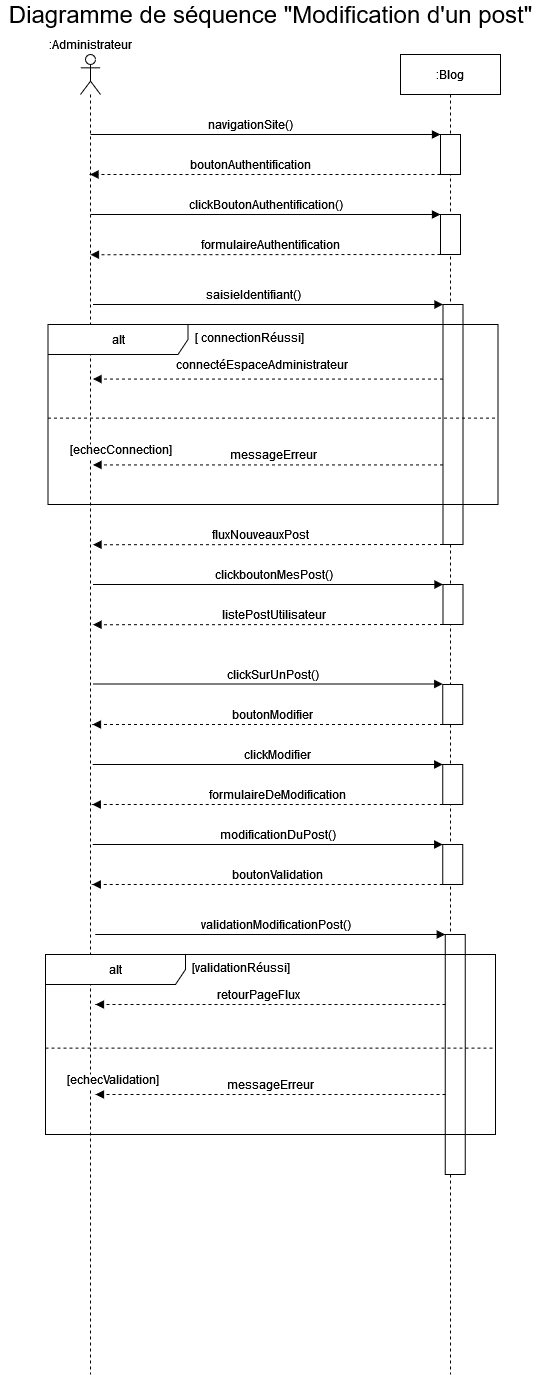 Diagramme de séquence "Modification d'un post"
:Administrateur
:Blog
navigationSite()
boutonAuthentification
clickBoutonAuthentification()
formulaireAuthentification
saisieIdentifiant()
alt
[ connectionRéussi]
connectéEspaceAdministrateur
[echecConnection]
messageErreur
fluxNouveauxPost
clickboutonMesPost()
listePostUtilisateur
clickSurUnPost()
boutonModifier
clickModifier
formulaireDeModification
modificationDuPost()
boutonValidation
validationModificationPost()
alt
[validationRéussi]
retourPageFlux
[echecValidation]
messageErreur